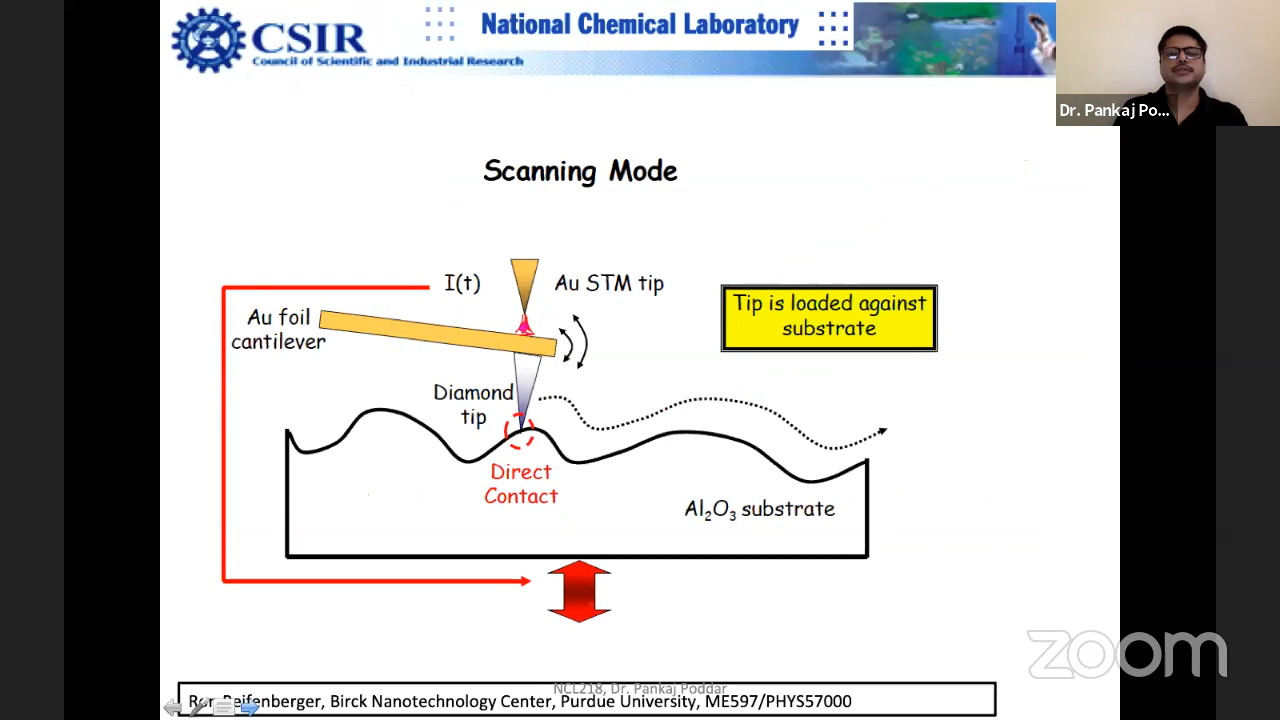 CSIR
Council of Scientific and Industrial Research
National Chemical Laboratory
Dr. Pankaj Po...
Scanning Mode
I(t)
Au STM tip
Au foil
cantilever
Tip is loaded against
substrate
Diamond
tip
Direct
Contact
Al₂O₃ substrate
zoom
NCL218, Dr. Pankaj Poddar
Ron Reifenberger, Birck Nanotechnology Center, Purdue University, ME597/PHYS57000